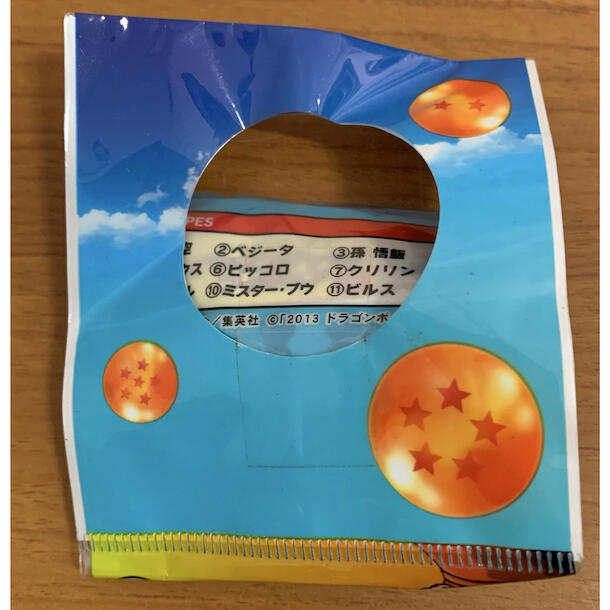 PES
空 ②ベジータ ③孫 悟飯
ウス ⑥ピッコロ ⑦クリリン
ル ⑩ミスター・ブウ ⑪ビルス
／集英社 ©「2013 ドラゴンボ